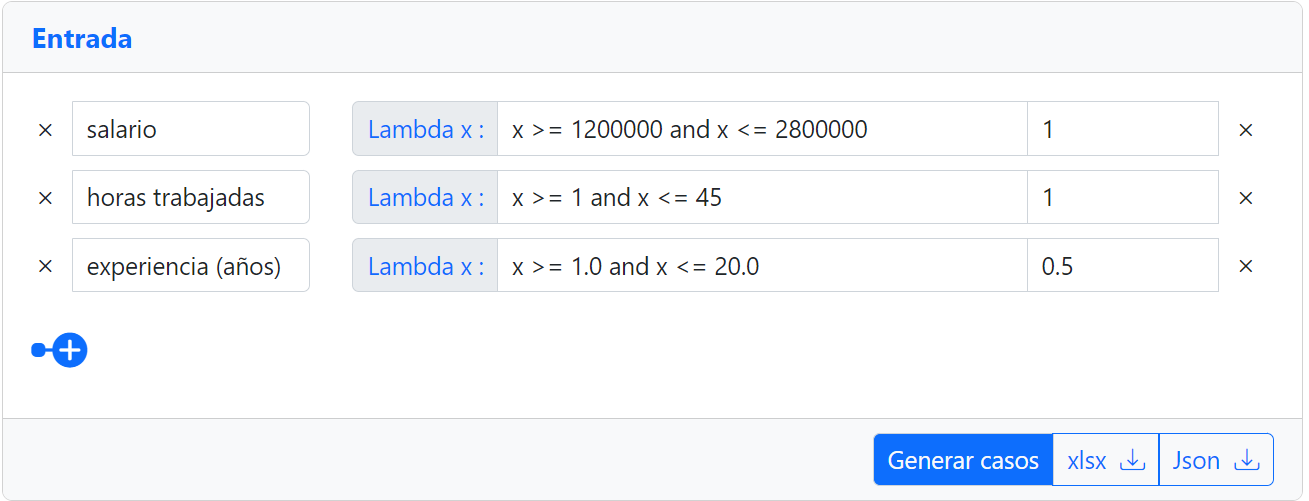 Entrada
× salario Lambda x : x >= 1200000 and x <= 2800000 1 ×
× horas trabajadas Lambda x : x >= 1 and x <= 45 1 ×
× experiencia (años) Lambda x : x >= 1.0 and x <= 20.0 0.5 ×
Generar casos xlsx Json